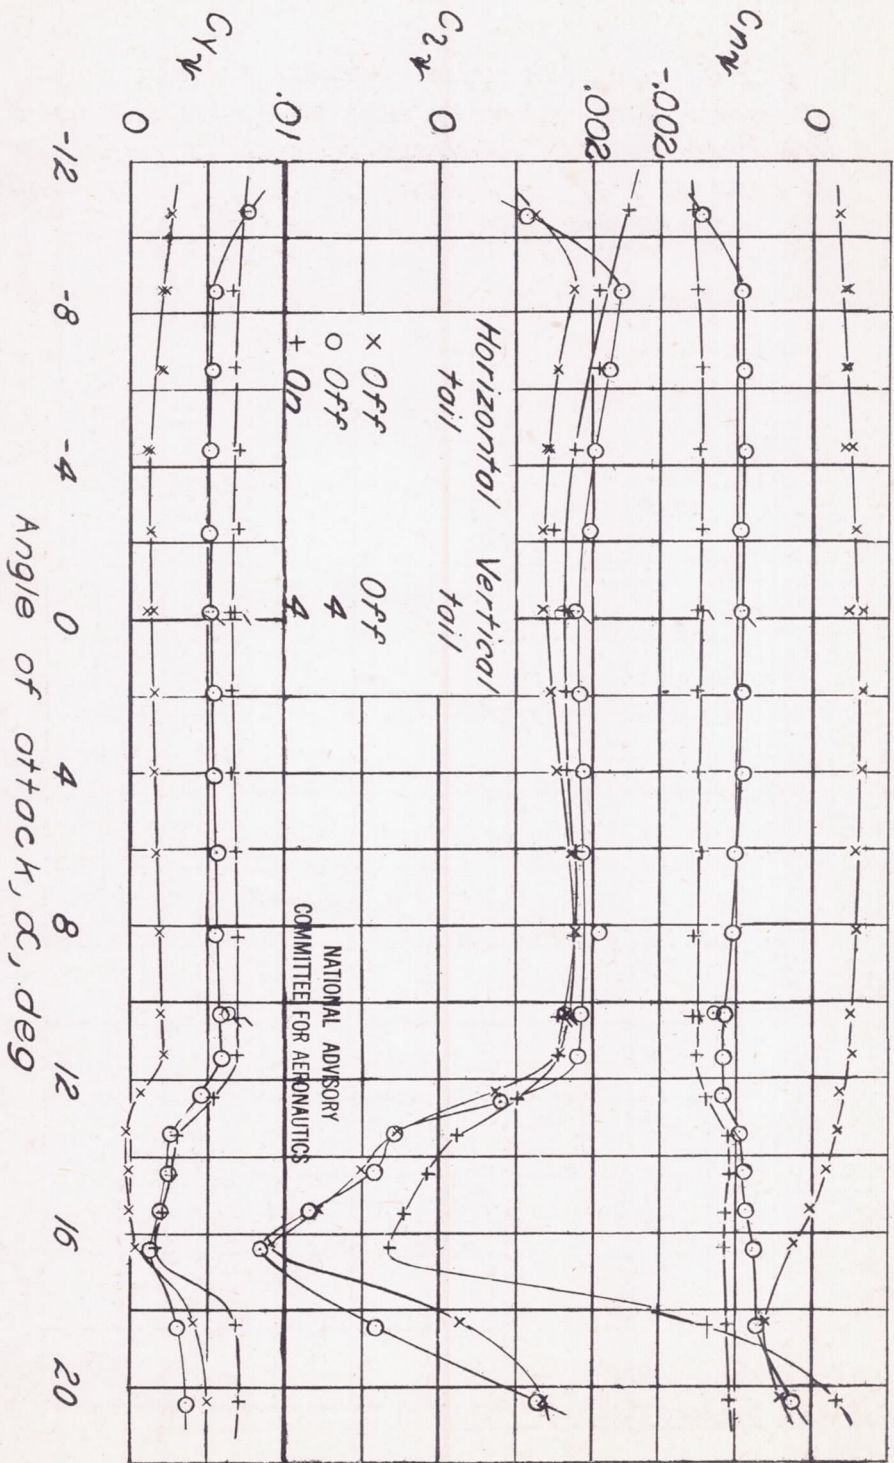 Cnψ
0
-.002
Clψ
.002
0
Cyψ
.01
0
Horizontal tail Vertical tail
× Off Off
○ Off 4
+ On 4
NATIONAL ADVISORY
COMMITTEE FOR AERONAUTICS
-12 -8 -4 0 4 8 12 16 20
Angle of attack, α, deg